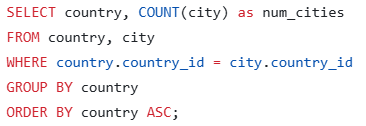 SELECT country, COUNT(city) as num_cities
FROM country, city
WHERE country.country_id = city.country_id
GROUP BY country
ORDER BY country ASC;